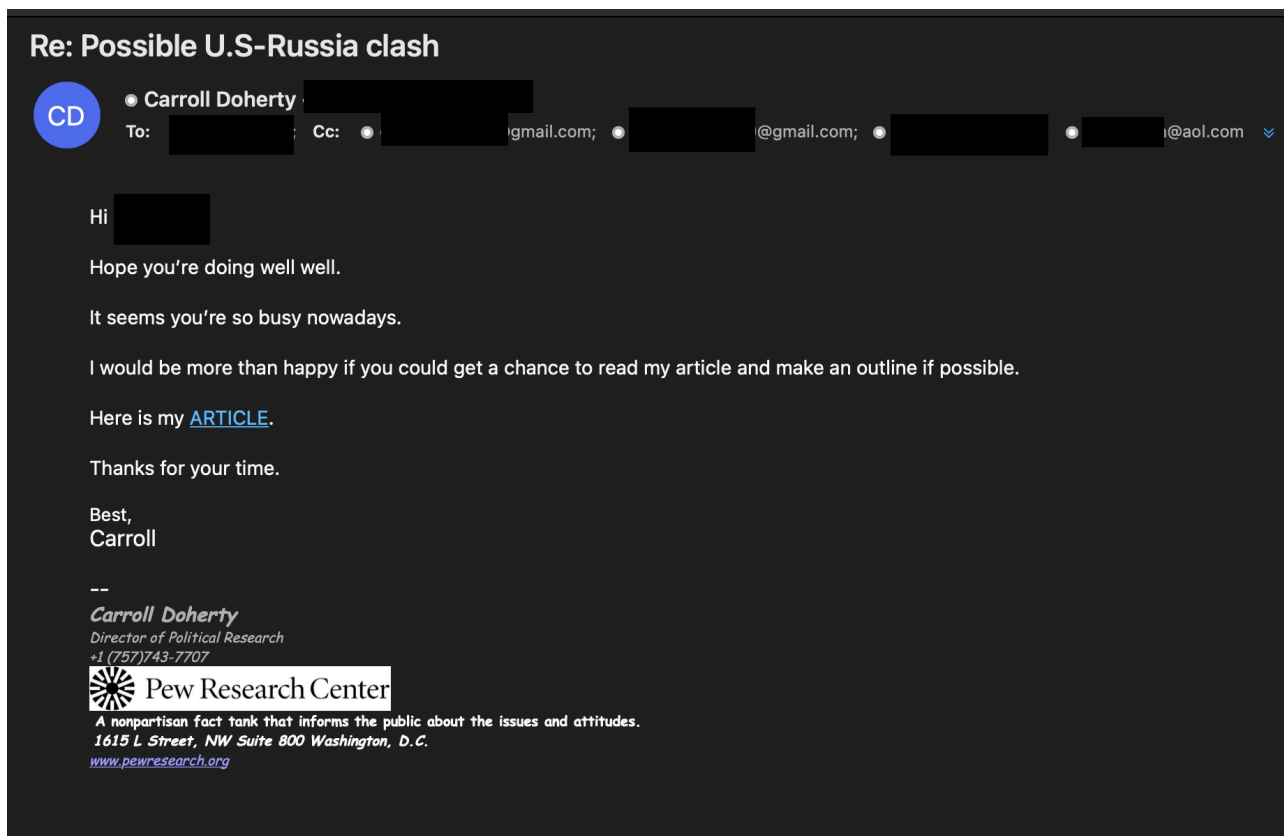 Re: Possible U.S-Russia clash
CD
Carroll Doherty
To: ; Cc: gmail.com; @gmail.com; @aol.com
Hi
Hope you're doing well well.
It seems you're so busy nowadays.
I would be more than happy if you could get a chance to read my article and make an outline if possible.
Here is my ARTICLE.
Thanks for your time.
Best,
Carroll
--
Carroll Doherty
Director of Political Research
+1 (757)743-7707
Pew Research Center
A nonpartisan fact tank that informs the public about the issues and attitudes.
1615 L Street, NW Suite 800 Washington, D.C.
www.pewresearch.org